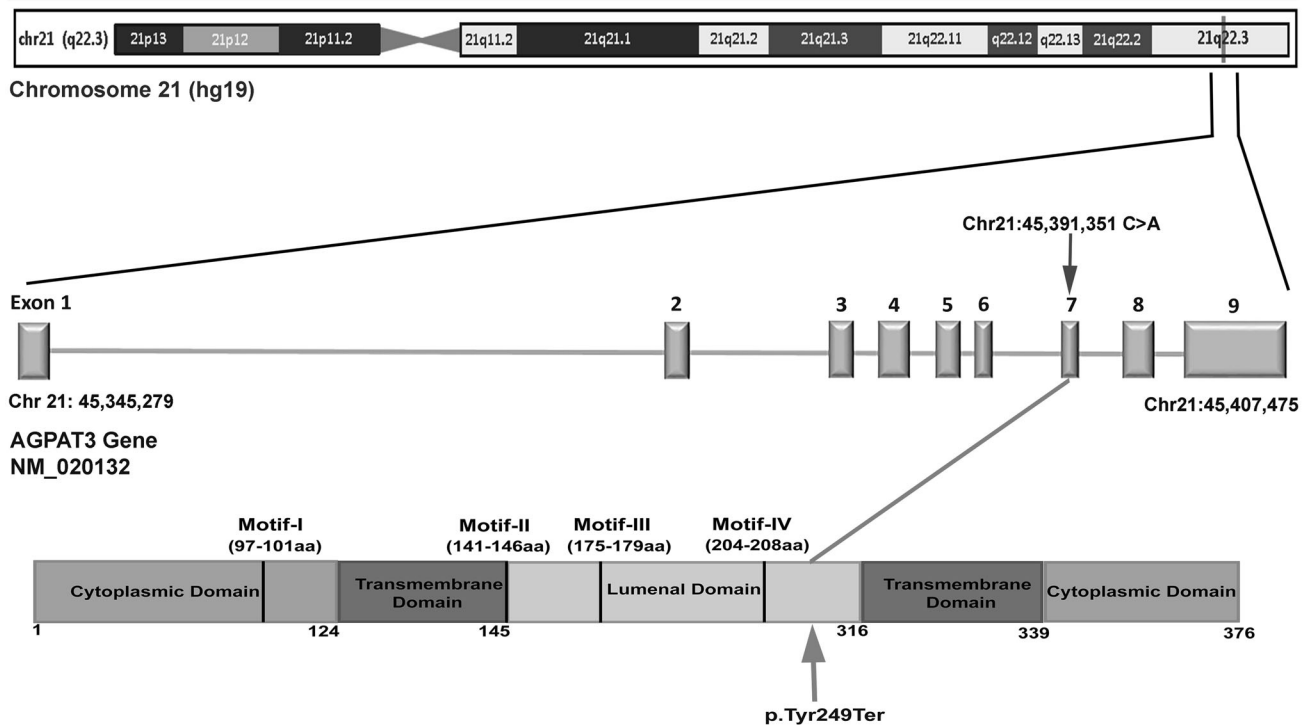 chr21 (q22.3) 21p13 21p12 21p11.2 21q11.2 21q21.1 21q21.2 21q21.3 21q22.11 q22.12 q22.13 21q22.2 21q22.3
Chromosome 21 (hg19)
Chr21:45,391,351 C>A
Exon 1 2 3 4 5 6 7 8 9
Chr 21: 45,345,279 Chr21:45,407,475
AGPAT3 Gene
NM_020132
Motif-I Motif-II Motif-III Motif-IV
(97-101aa) (141-146aa) (175-179aa) (204-208aa)
Cytoplasmic Domain Transmembrane Domain Lumenal Domain Transmembrane Domain Cytoplasmic Domain
1 124 145 316 339 376
p.Tyr249Ter